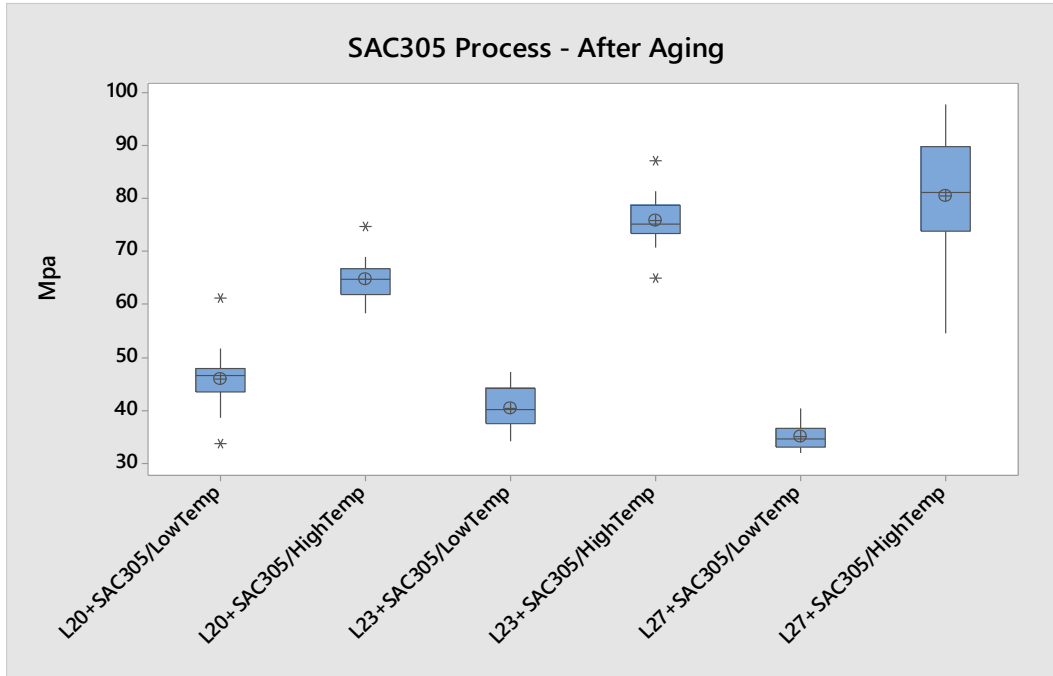 SAC305 Process - After Aging
Mpa
100
90
80
70
60
50
40
30
L20+SAC305/LowTemp
L20+SAC305/HighTemp
L23+SAC305/LowTemp
L23+SAC305/HighTemp
L27+SAC305/LowTemp
L27+SAC305/HighTemp